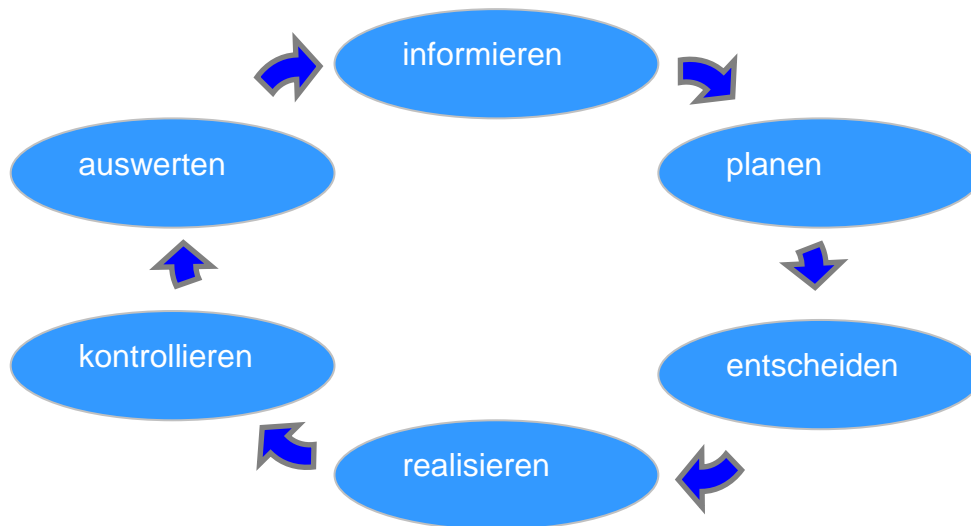 informieren
planen
entscheiden
realisieren
kontrollieren
auswerten